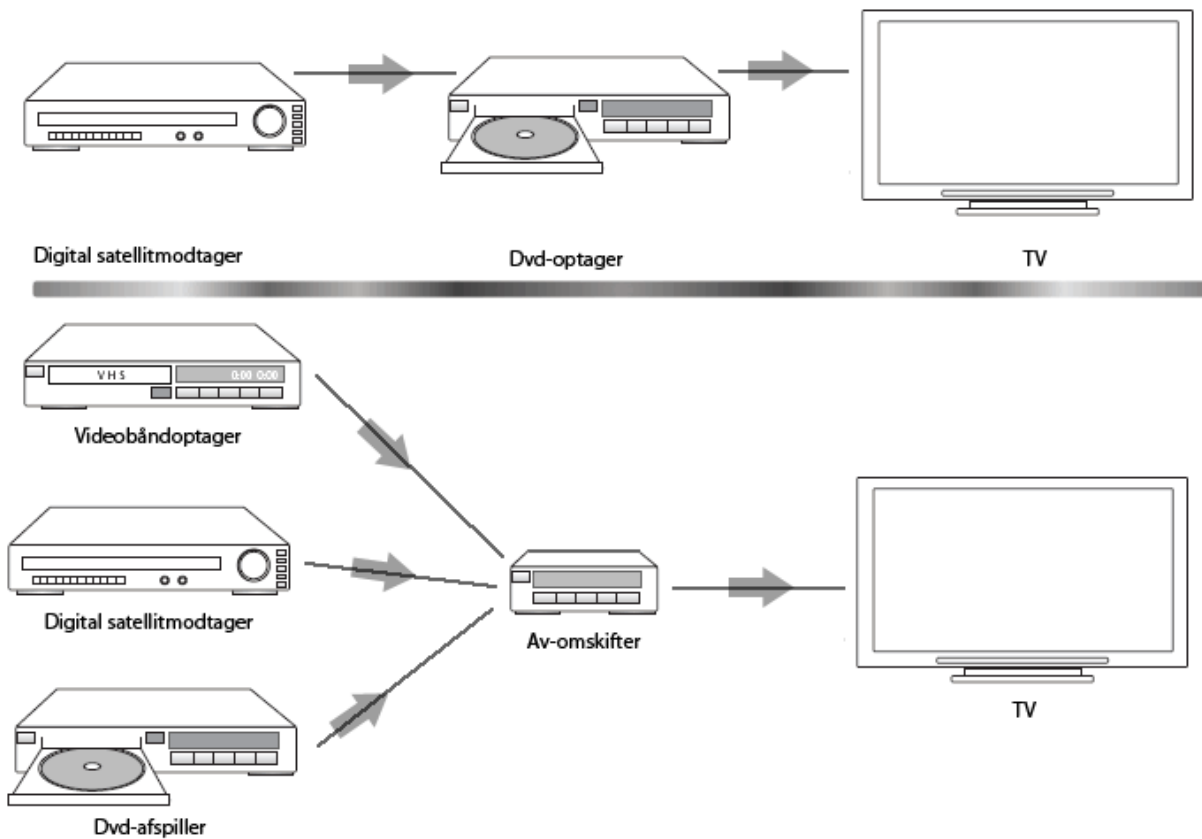 Digital satellitmodtager
Dvd-optager
TV
VHS
0:00 0:00
Videobåndoptager
Digital satellitmodtager
Av-omskifter
TV
Dvd-afspiller